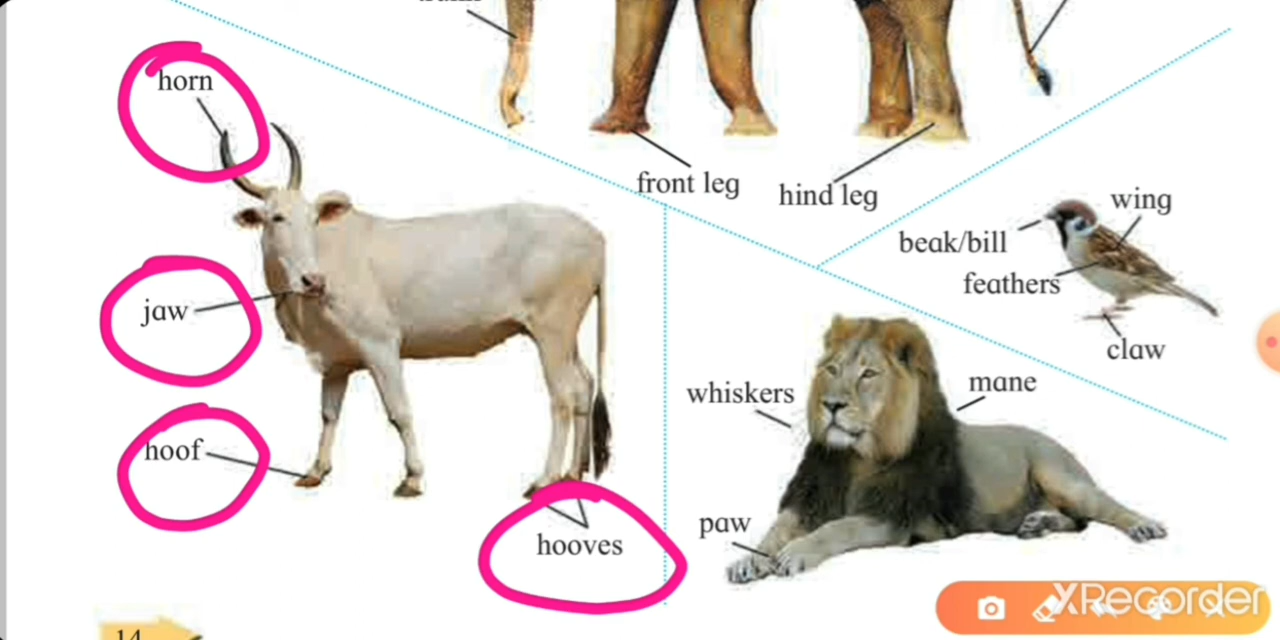 horn
front leg
hind leg
wing
beak/bill
feathers
jaw
claw
whiskers
mane
hoof
paw
hooves
XRecorder
14